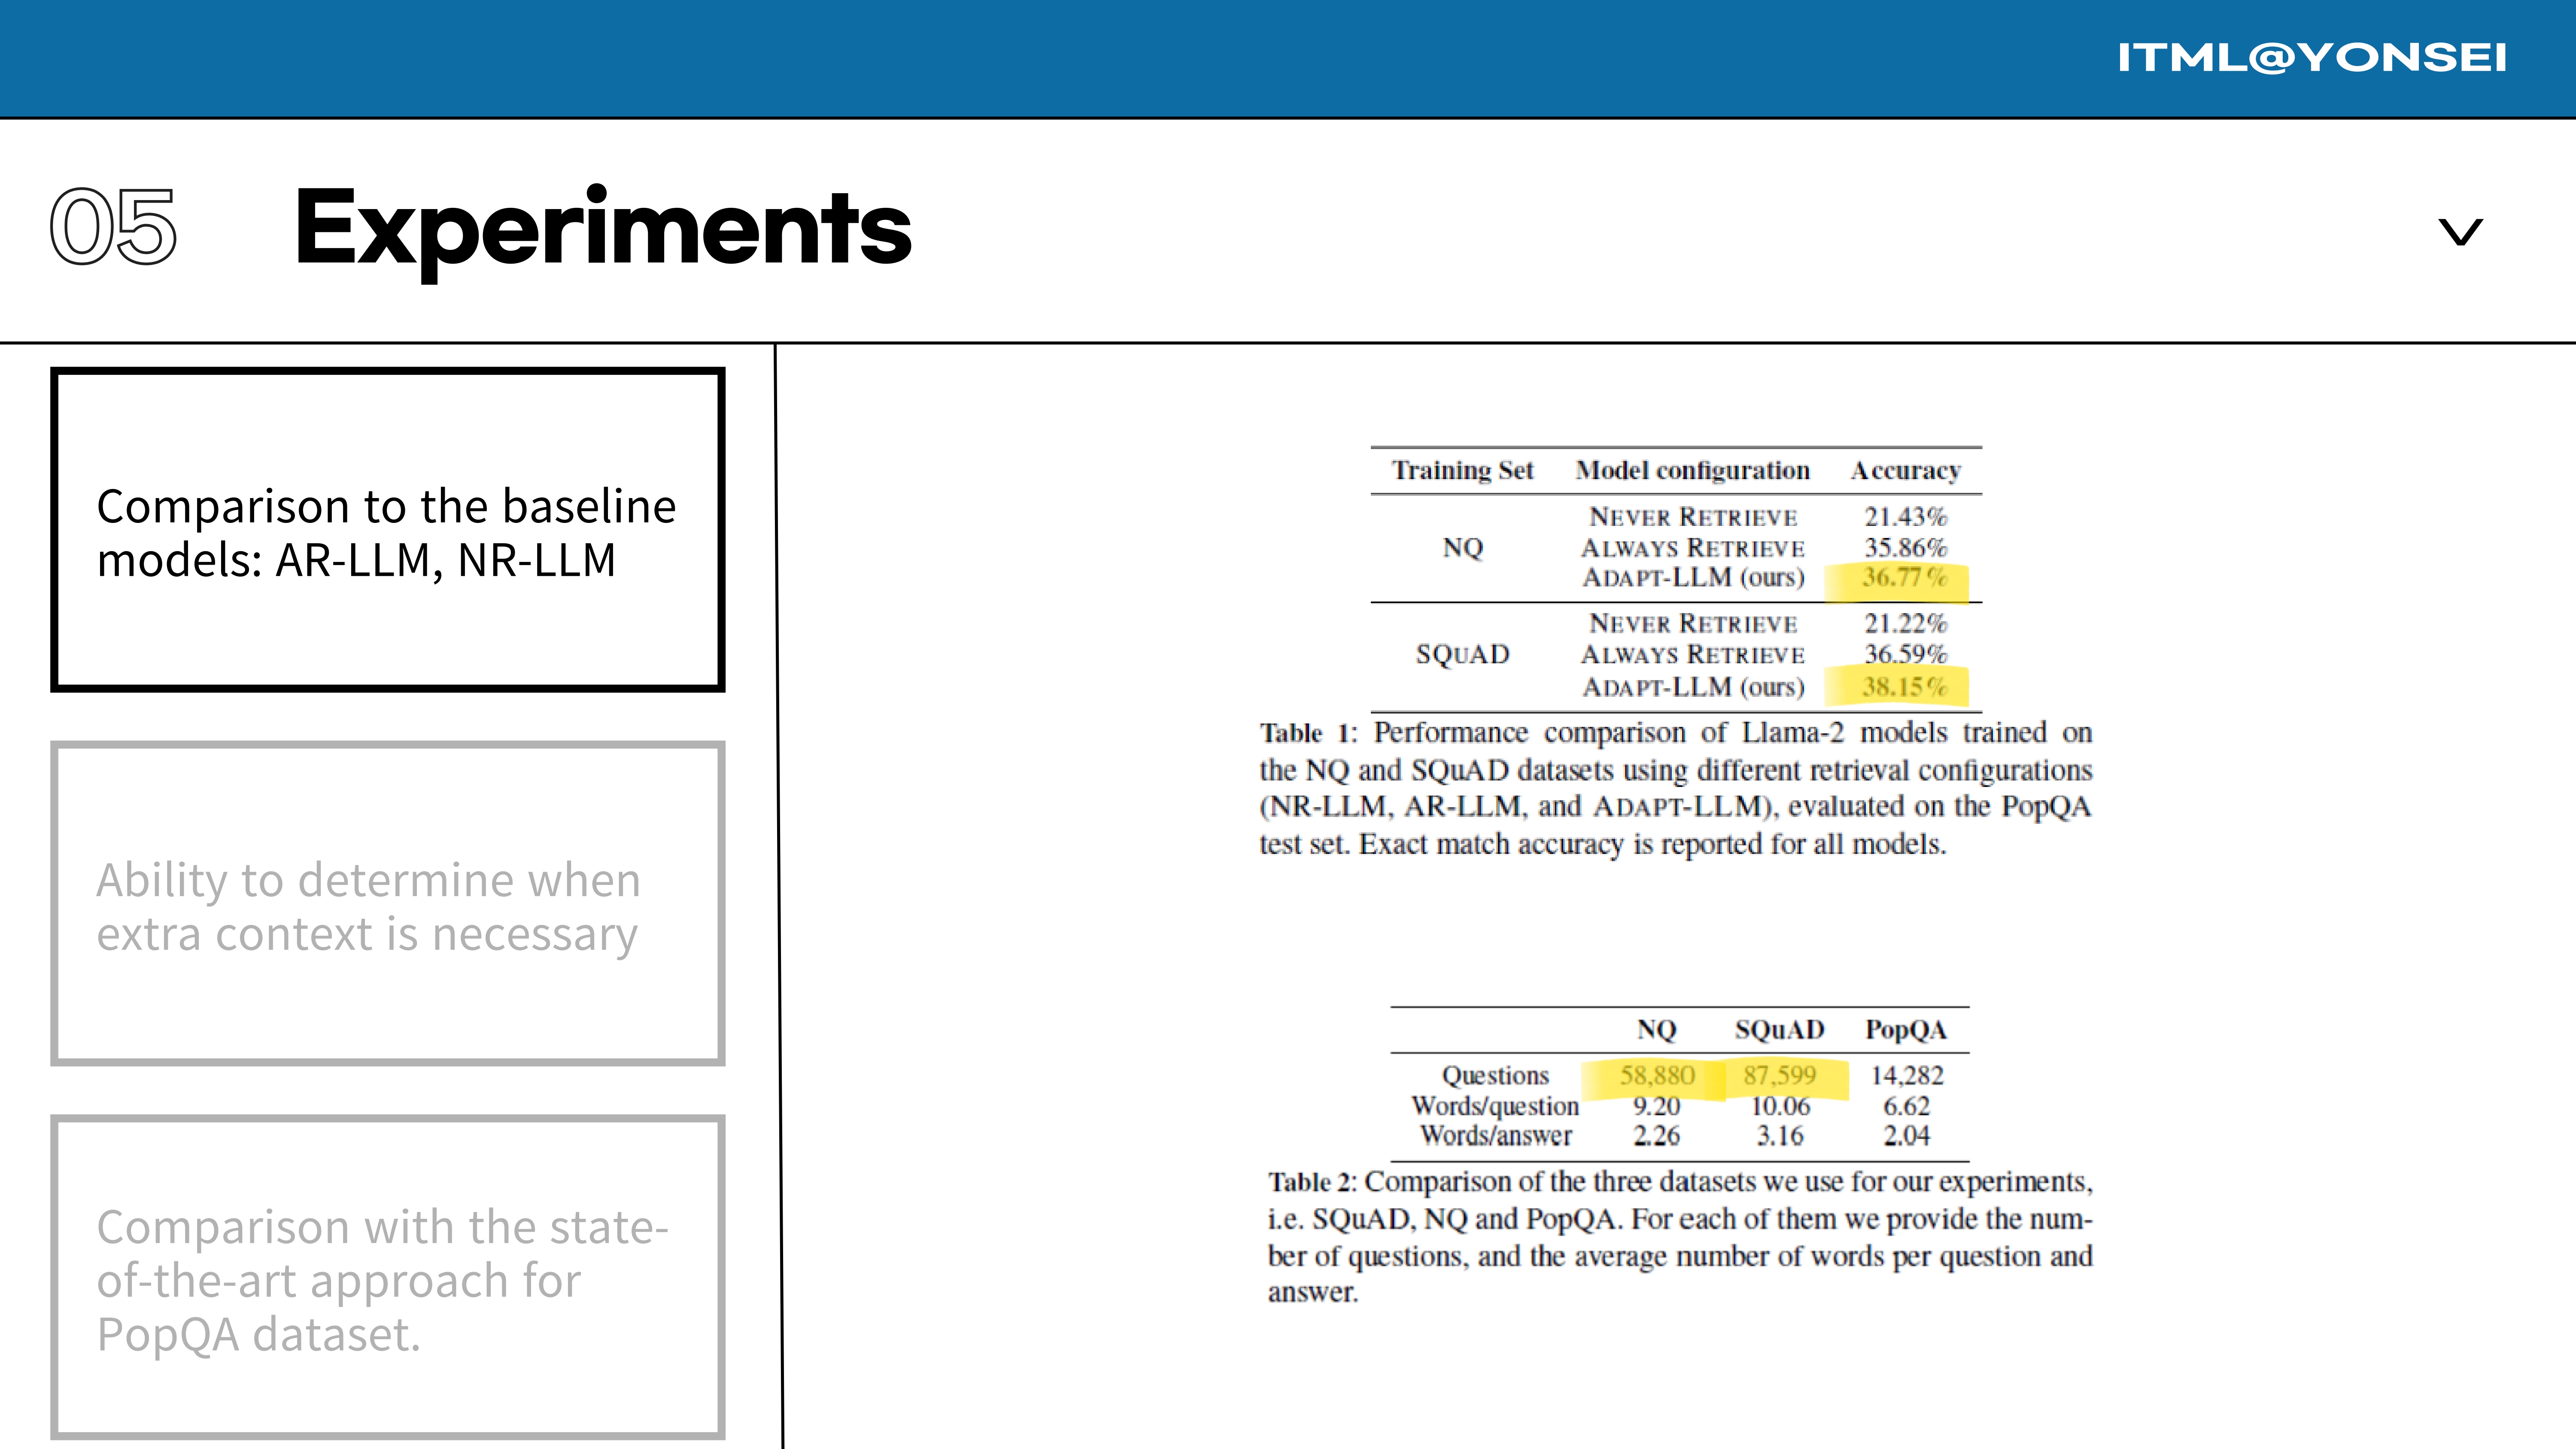 ITML@YONSEI
05 Experiments
Comparison to the baseline
models: AR-LLM, NR-LLM
Ability to determine when
extra context is necessary
Comparison with the state-
of-the-art approach for
PopQA dataset.
Training Set Model configuration Accuracy
NQ
NEVER RETRIEVE 21.43%
ALWAYS RETRIEVE 35.86%
ADAPT-LLM (ours) 36.77%
SQUAD
NEVER RETRIEVE 21.22%
ALWAYS RETRIEVE 36.59%
ADAPT-LLM (ours) 38.15%
Table 1: Performance comparison of Llama-2 models trained on
the NQ and SQuAD datasets using different retrieval configurations
(NR-LLM, AR-LLM, and ADAPT-LLM), evaluated on the PopQA
test set. Exact match accuracy is reported for all models.
NQ SQuAD PopQA
Questions 58,880 87,599 14,282
Words/question 9.20 10.06 6.62
Words/answer 2.26 3.16 2.04
Table 2: Comparison of the three datasets we use for our experiments,
i.e. SQuAD, NQ and PopQA. For each of them we provide the num-
ber of questions, and the average number of words per question and
answer.